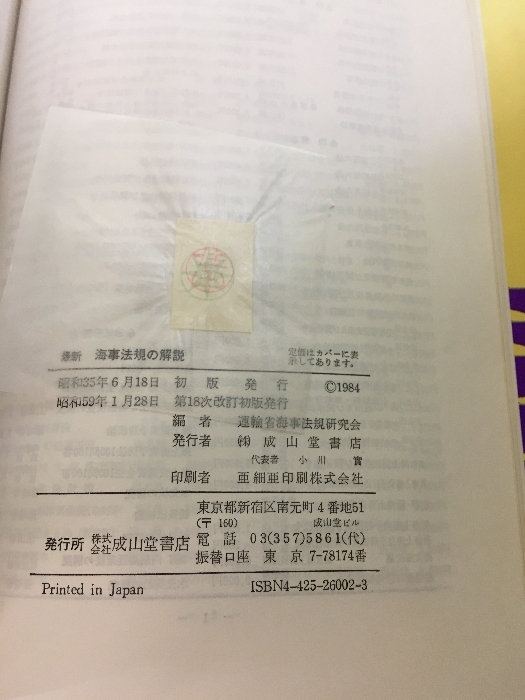 最新 海事法規の解説
定価はカバーに表
示してあります。
昭和35年6月18日 初版発行 ©1984
昭和59年1月28日 第18次改訂初版発行
編者 運輸省海事法規研究会
発行者 ㈱成山堂書店
代表者 小川實
印刷者 亜細亜印刷株式会社
発行所 株式会社成山堂書店
東京都新宿区南元町4番地51
(〒160) 成山堂ビル
電話 03(357)5861(代)
振替口座 東京 7-78174番
Printed in Japan ISBN4-425-26002-3